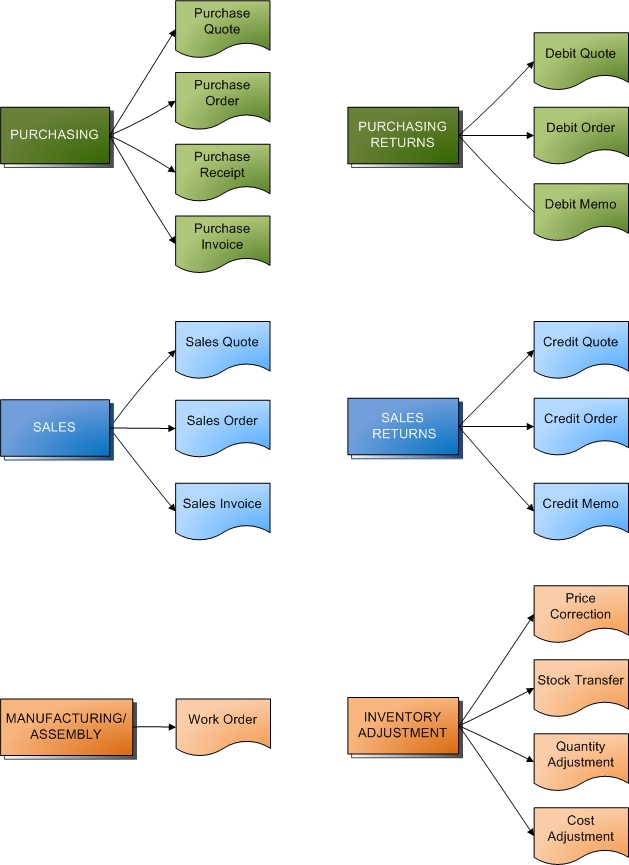 PURCHASING
Purchase
Quote
Purchase
Order
Purchase
Receipt
Purchase
Invoice
PURCHASING
RETURNS
Debit Quote
Debit Order
Debit Memo
SALES
Sales Quote
Sales Order
Sales Invoice
SALES
RETURNS
Credit Quote
Credit Order
Credit Memo
MANUFACTURING/
ASSEMBLY
Work Order
INVENTORY
ADJUSTMENT
Price
Correction
Stock Transfer
Quantity
Adjustment
Cost
Adjustment